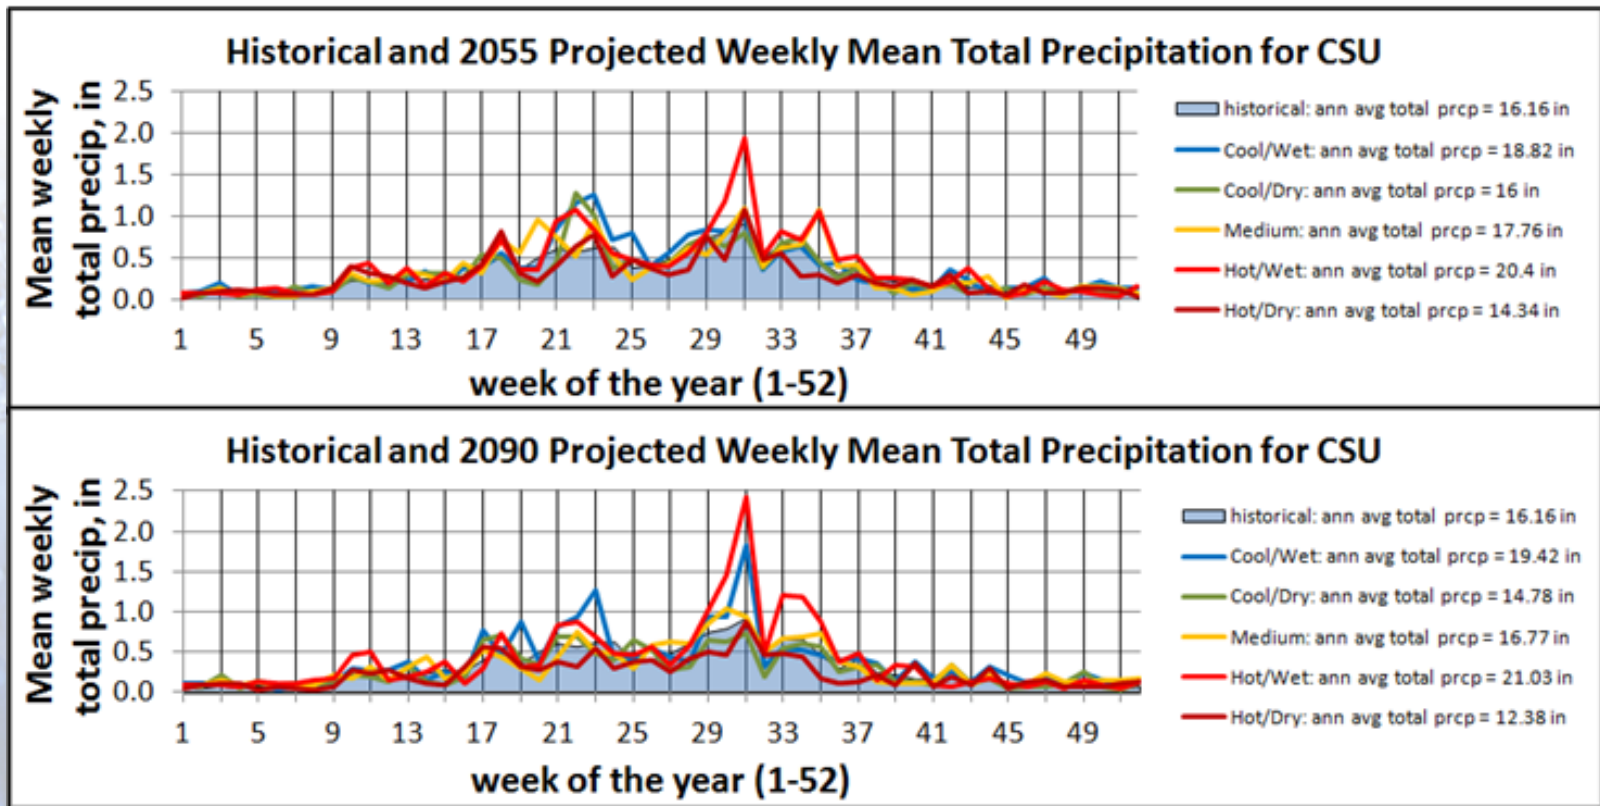 Historical and 2055 Projected Weekly Mean Total Precipitation for CSU
Mean weekly
total precip, in
2.5
2.0
1.5
1.0
0.5
0.0
1 5 9 13 17 21 25 29 33 37 41 45 49
week of the year (1-52)
historical: ann avg total prcp = 16.16 in
Cool/Wet: ann avg total prcp = 18.82 in
Cool/Dry: ann avg total prcp = 16 in
Medium: ann avg total prcp = 17.76 in
Hot/Wet: ann avg total prcp = 20.4 in
Hot/Dry: ann avg total prcp = 14.34 in
Historical and 2090 Projected Weekly Mean Total Precipitation for CSU
Mean weekly
total precip, in
2.5
2.0
1.5
1.0
0.5
0.0
1 5 9 13 17 21 25 29 33 37 41 45 49
week of the year (1-52)
historical: ann avg total prcp = 16.16 in
Cool/Wet: ann avg total prcp = 19.42 in
Cool/Dry: ann avg total prcp = 14.78 in
Medium: ann avg total prcp = 16.77 in
Hot/Wet: ann avg total prcp = 21.03 in
Hot/Dry: ann avg total prcp = 12.38 in